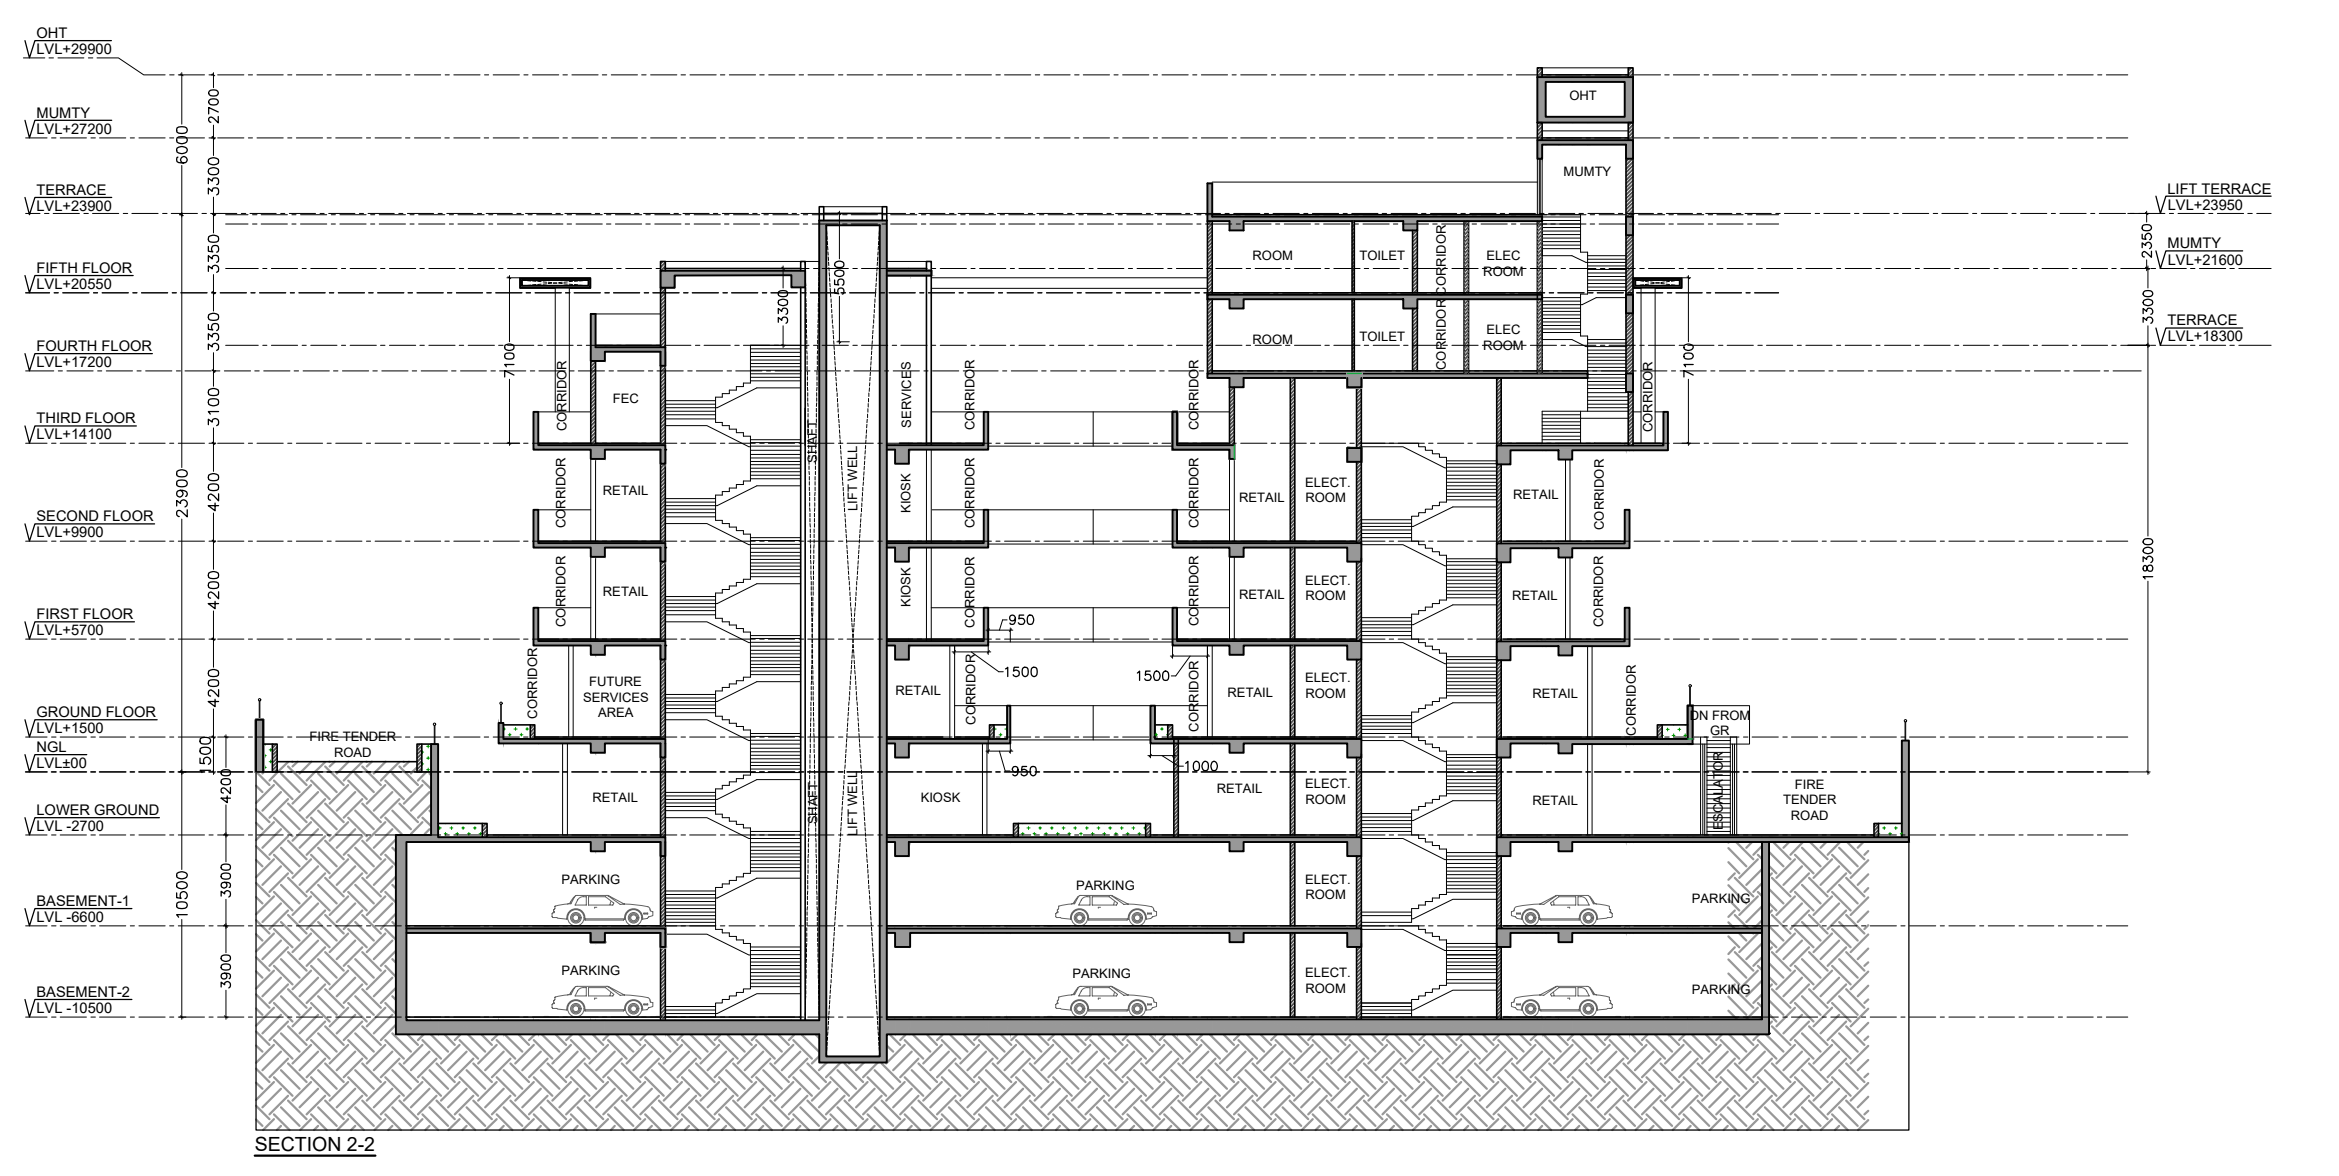 OHT
LVL+29900
MUMTY
LVL+27200
TERRACE
LVL+23900
FIFTH FLOOR
LVL+20550
FOURTH FLOOR
LVL+17200
THIRD FLOOR
LVL+14100
SECOND FLOOR
LVL+9900
FIRST FLOOR
LVL+5700
GROUND FLOOR
LVL+1500
NGL
LVL±00
LOWER GROUND
LVL -2700
BASEMENT-1
LVL -6600
BASEMENT-2
LVL -10500
6000
23900
10500
2700
3300
3350
3350
3100
4200
4200
4200
1500
4200
3900
3900
LIFT TERRACE
LVL+23950
MUMTY
LVL+21600
TERRACE
LVL+18300
2350
3300
18300
OHT
MUMTY
ROOM
TOILET
CORRIDOR
ELEC
ROOM
ROOM
TOILET
CORRIDOR
ELEC
ROOM
7100
CORRIDOR
FEC
3300
5500
SHAFT
LIFT WELL
SERVICES
CORRIDOR
CORRIDOR
CORRIDOR
7100
CORRIDOR
RETAIL
KIOSK
CORRIDOR
CORRIDOR
RETAIL
ELECT.
ROOM
RETAIL
CORRIDOR
CORRIDOR
RETAIL
KIOSK
CORRIDOR
CORRIDOR
RETAIL
ELECT.
ROOM
RETAIL
CORRIDOR
950
1500
1500
CORRIDOR
FUTURE
SERVICES
AREA
RETAIL
CORRIDOR
CORRIDOR
RETAIL
ELECT.
ROOM
RETAIL
CORRIDOR
DN FROM
GR
FIRE TENDER
ROAD
950
1000
RETAIL
SHAFT
LIFT WELL
KIOSK
RETAIL
ELECT.
ROOM
RETAIL
ESCALATOR
FIRE
TENDER
ROAD
PARKING
PARKING
ELECT.
ROOM
PARKING
PARKING
PARKING
ELECT.
ROOM
PARKING
SECTION 2-2